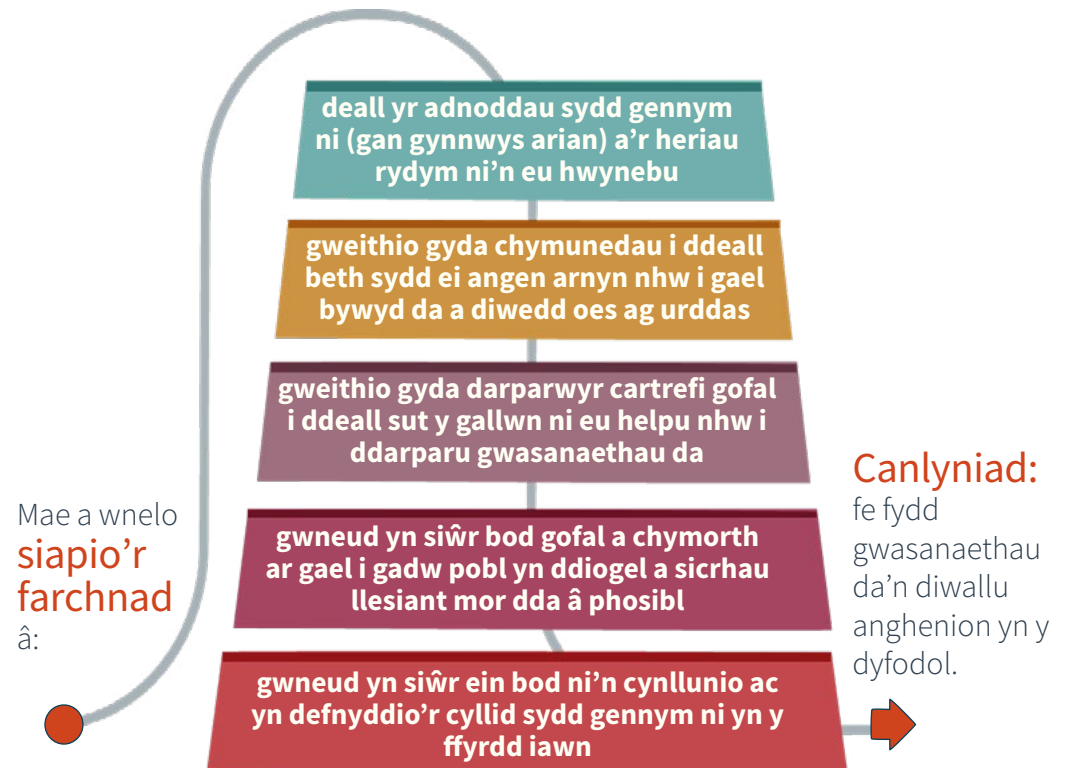 Mae a wnelo
siapio'r
farchnad
â:
deall yr adnoddau sydd gennym
ni (gan gynnwys arian) a'r heriau
rydym ni'n eu hwynebu
gweithio gyda chymunedau i ddeall
beth sydd ei angen arnyn nhw i gael
bywyd da a diwedd oes ag urddas
gweithio gyda darparwyr cartrefi gofal
i ddeall sut y gallwn ni eu helpu nhw i
ddarparu gwasanaethau da
gwneud yn siŵr bod gofal a chymorth
ar gael i gadw pobl yn ddiogel a sicrhau
llesiant mor dda â phosibl
gwneud yn siŵr ein bod ni'n cynllunio ac
yn defnyddio'r cyllid sydd gennym ni yn y
ffyrdd iawn
Canlyniad:
fe fydd
gwasanaethau
da'n diwallu
anghenion yn y
dyfodol.